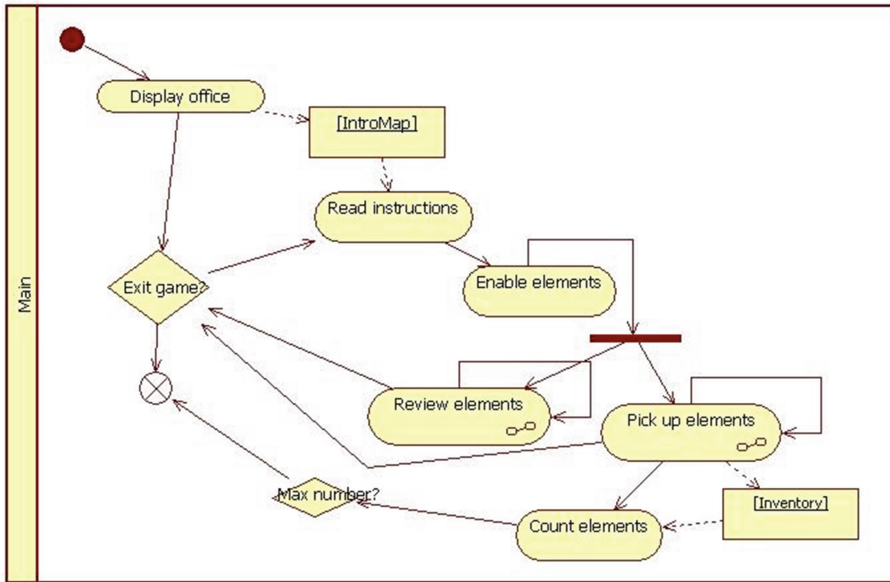 Main
Display office
[IntroMap]
Read instructions
Exit game?
Enable elements
Review elements
Pick up elements
Max number?
[Inventory]
Count elements